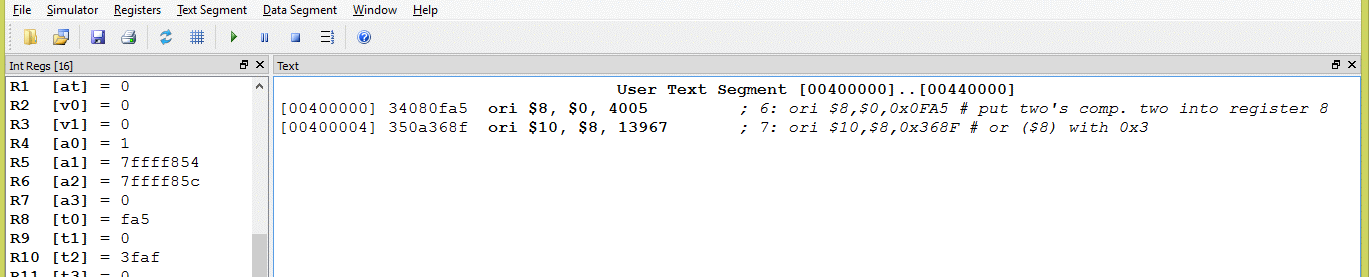 File Simulator Registers Text Segment Data Segment Window Help
Int Regs [16]
R1 [at] = 0
R2 [v0] = 0
R3 [v1] = 0
R4 [a0] = 1
R5 [a1] = 7ffff854
R6 [a2] = 7ffff85c
R7 [a3] = 0
R8 [t0] = fa5
R9 [t1] = 0
R10 [t2] = 3faf
R11 [t3] = 0
Text
User Text Segment [00400000]..[00440000]
[00400000] 34080fa5 ori $8, $0, 4005 ; 6: ori $8,$0,0x0FA5 # put two's comp. two into register 8
[00400004] 350a368f ori $10, $8, 13967 ; 7: ori $10,$8,0x368F # or ($8) with 0x3